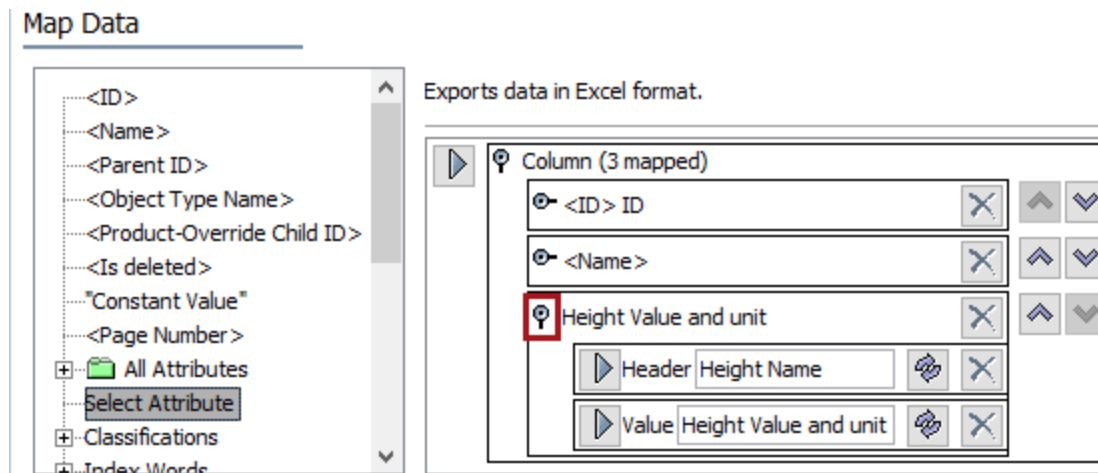 Map Data
<ID>
<Name>
<Parent ID>
<Object Type Name>
<Product-Override Child ID>
<Is deleted>
"Constant Value"
<Page Number>
All Attributes
Select Attribute
Classifications
Index Words
Exports data in Excel format.
Column (3 mapped)
<ID> ID
<Name>
Height Value and unit
Header Height Name
Value Height Value and unit